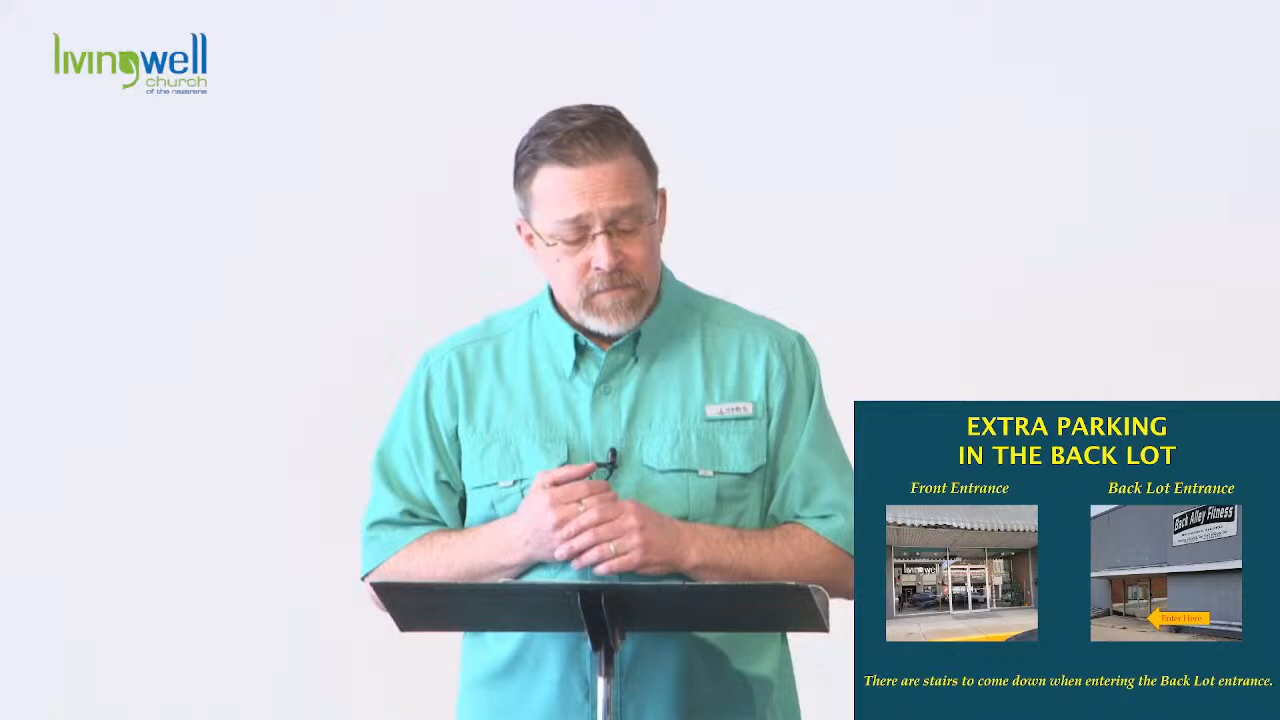 livingwell
church
of the nazarene
EXTRA PARKING
IN THE BACK LOT
Front Entrance
Back Lot Entrance
livingwell
Back Alley Fitness
Enter Here
There are stairs to come down when entering the Back Lot entrance.